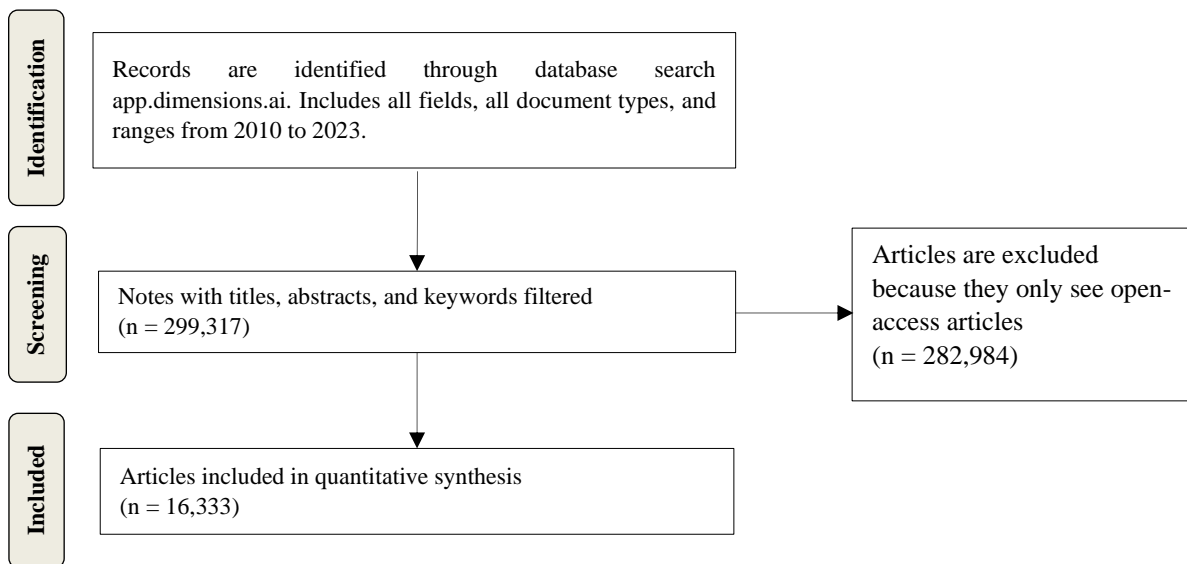 Identification
Records are identified through database search
app.dimensions.ai. Includes all fields, all document types, and
ranges from 2010 to 2023.
Screening
Notes with titles, abstracts, and keywords filtered
(n = 299,317)
Articles are excluded
because they only see open-
access articles
(n = 282,984)
Included
Articles included in quantitative synthesis
(n = 16,333)